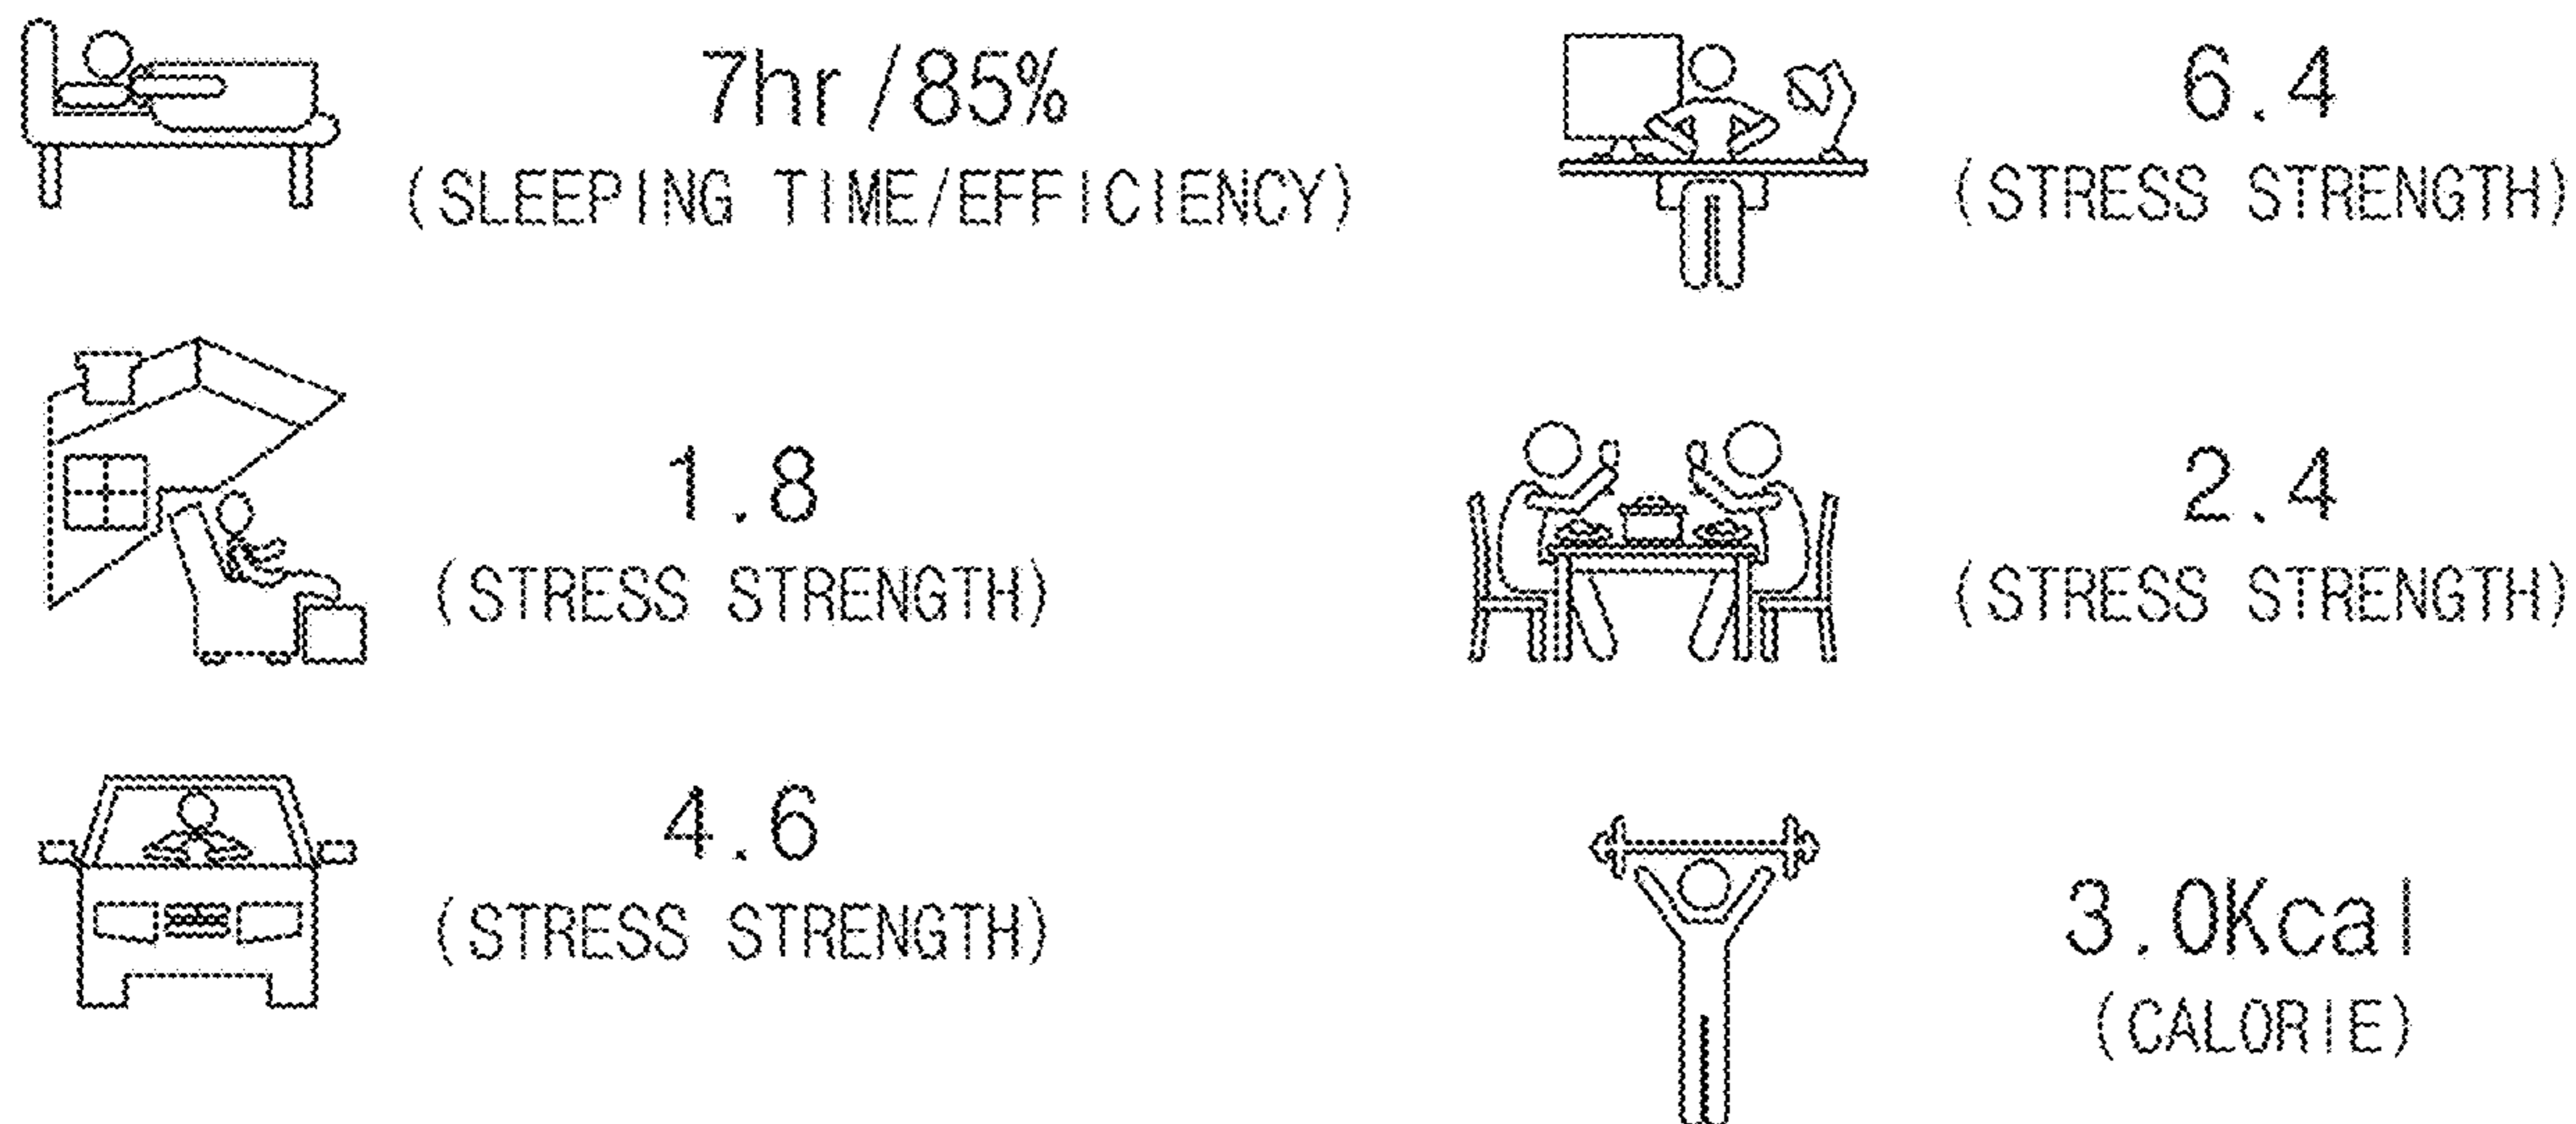 7hr /85%
(SLEEPING TIME/EFFICIENCY)
6.4
(STRESS STRENGTH)
1.8
(STRESS STRENGTH)
2.4
(STRESS STRENGTH)
4.6
(STRESS STRENGTH)
3.0Kcal
(CALORIE)